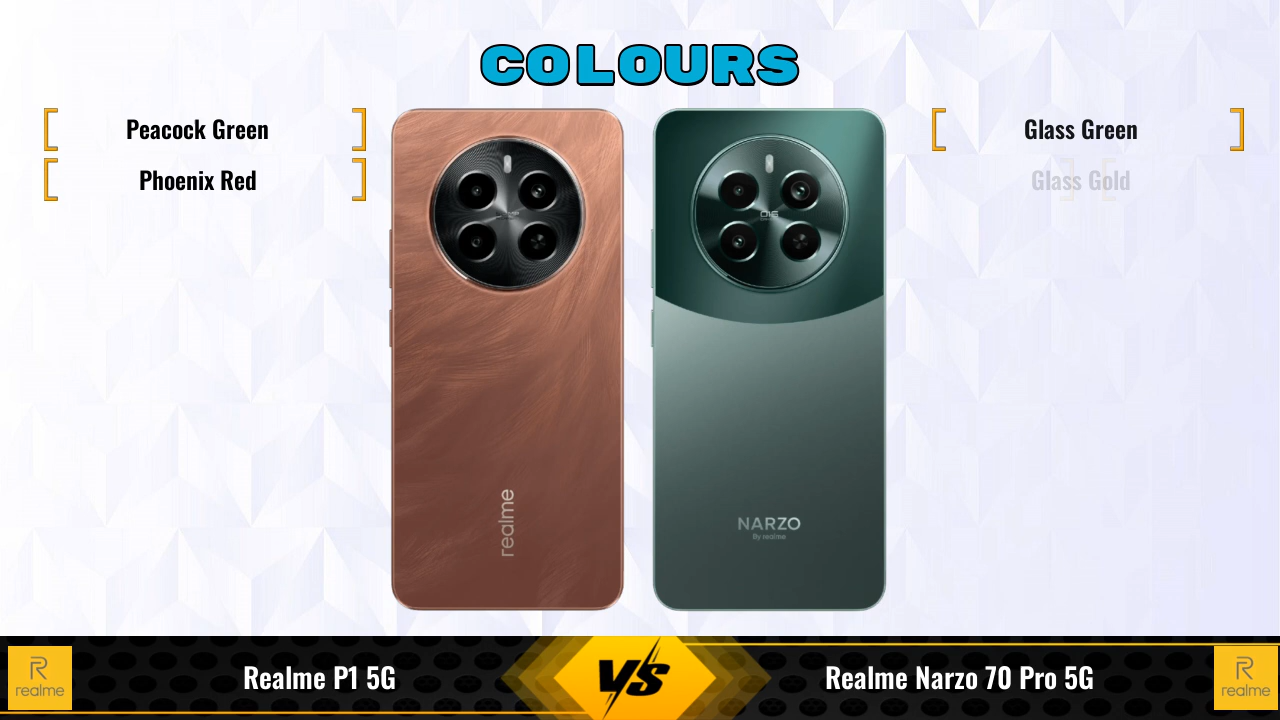 COLOURS
Peacock Green
Phoenix Red
Glass Green
Glass Gold
realme
NARZO
By realme
R
realme
Realme P1 5G
VS
Realme Narzo 70 Pro 5G
R
realme